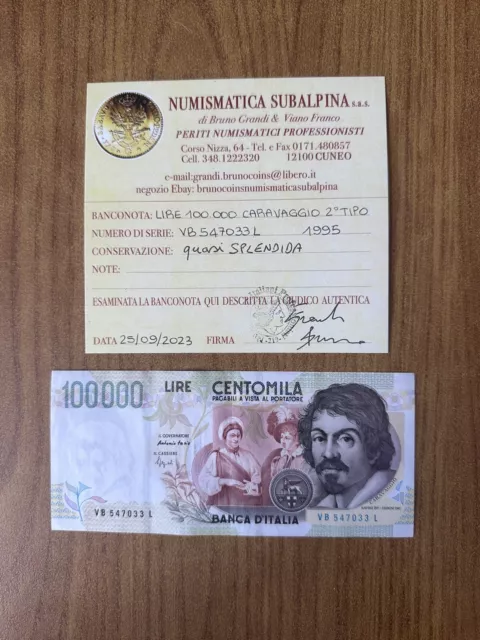 NUMISMATICA SUBALPINA s.a.s.
di Bruno Grandi & Viano Franco
PERITI NUMISMATICI PROFESSIONISTI
Corso Nizza, 64 - Tel. e Fax 0171.480857
Cell. 348.1222320 12100 CUNEO
e-mail:grandi.brunocoins@libero.it
negozio Ebay: brunocoinsnumismaticasubalpina
BANCONOTA: LIRE 100.000 CARAVAGGIO 2° TIPO
NUMERO DI SERIE: VB 547033 L 1995
CONSERVAZIONE: quasi SPLENDIDA
NOTE:
ESAMINATA LA BANCONOTA QUI DESCRITTA LA GIUDICO AUTENTICA
DATA 25/09/2023 FIRMA
100.000 LIRE CENTOMILA
PAGABILI A VISTA AL PORTATORE
IL GOVERNATORE
IL CASSIERE
VB 547033 L
BANCA D'ITALIA
VB 547033 L